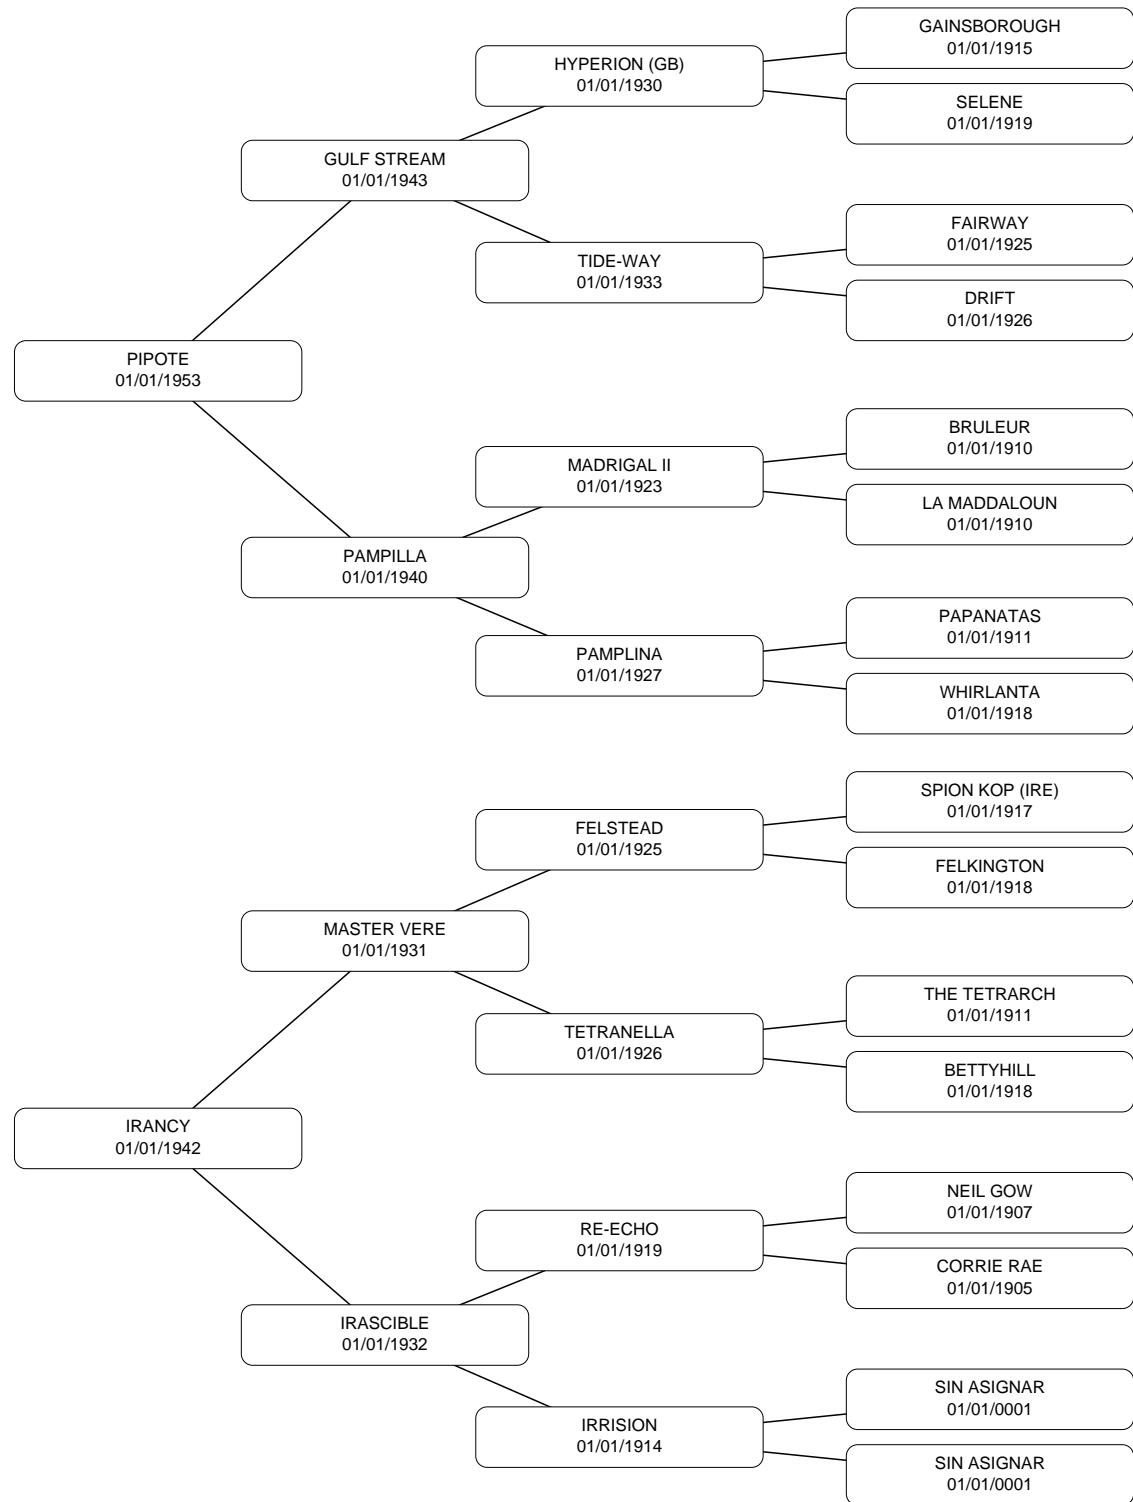 GAINSBOROUGH
01/01/1915
HYPERION (GB)
01/01/1930
SELENE
01/01/1919
GULF STREAM
01/01/1943
FAIRWAY
01/01/1925
TIDE-WAY
01/01/1933
DRIFT
01/01/1926
PIPOTE
01/01/1953
BRULEUR
01/01/1910
MADRIGAL II
01/01/1923
LA MADDALOUN
01/01/1910
PAMPILLA
01/01/1940
PAPANATAS
01/01/1911
PAMPLINA
01/01/1927
WHIRLANTA
01/01/1918
SPION KOP (IRE)
01/01/1917
FELSTEAD
01/01/1925
FELKINGTON
01/01/1918
MASTER VERE
01/01/1931
THE TETRARCH
01/01/1911
TETRANELLA
01/01/1926
BETTYHILL
01/01/1918
IRANCY
01/01/1942
NEIL GOW
01/01/1907
RE-ECHO
01/01/1919
CORRIE RAE
01/01/1905
IRASCIBLE
01/01/1932
SIN ASIGNAR
01/01/0001
IRRISION
01/01/1914
SIN ASIGNAR
01/01/0001